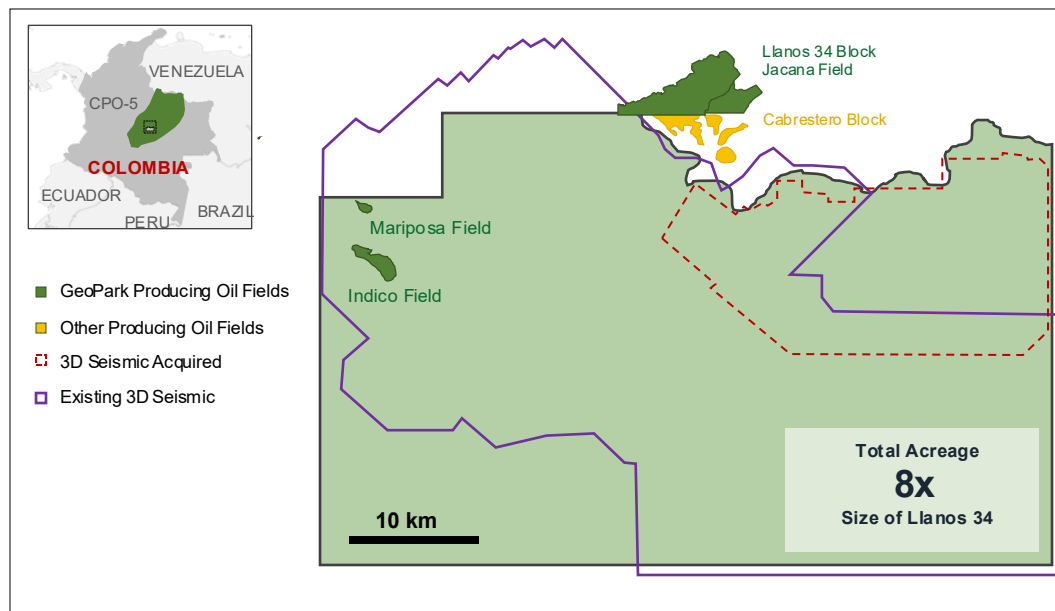 VENEZUELA
CPO-5
COLOMBIA
ECUADOR
PERU
BRAZIL
GeoPark Producing Oil Fields
Other Producing Oil Fields
3D Seismic Acquired
Existing 3D Seismic
Llanos 34 Block
Jacana Field
Cabrestero Block
Mariposa Field
Indico Field
10 km
Total Acreage
8x
Size of Llanos 34